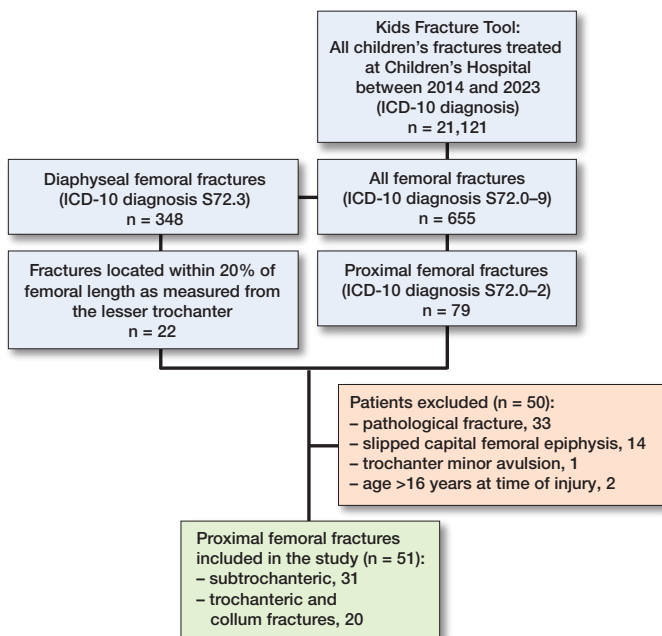 Kids Fracture Tool:
All children’s fractures treated
at Children’s Hospital
between 2014 and 2023
(ICD-10 diagnosis)
n = 21,121
Diaphyseal femoral fractures
(ICD-10 diagnosis S72.3)
n = 348
All femoral fractures
(ICD-10 diagnosis S72.0–9)
n = 655
Fractures located within 20% of
femoral length as measured from
the lesser trochanter
n = 22
Proximal femoral fractures
(ICD-10 diagnosis S72.0–2)
n = 79
Patients excluded (n = 50):
– pathological fracture, 33
– slipped capital femoral epiphysis, 14
– trochanter minor avulsion, 1
– age >16 years at time of injury, 2
Proximal femoral fractures
included in the study (n = 51):
– subtrochanteric, 31
– trochanteric and
collum fractures, 20